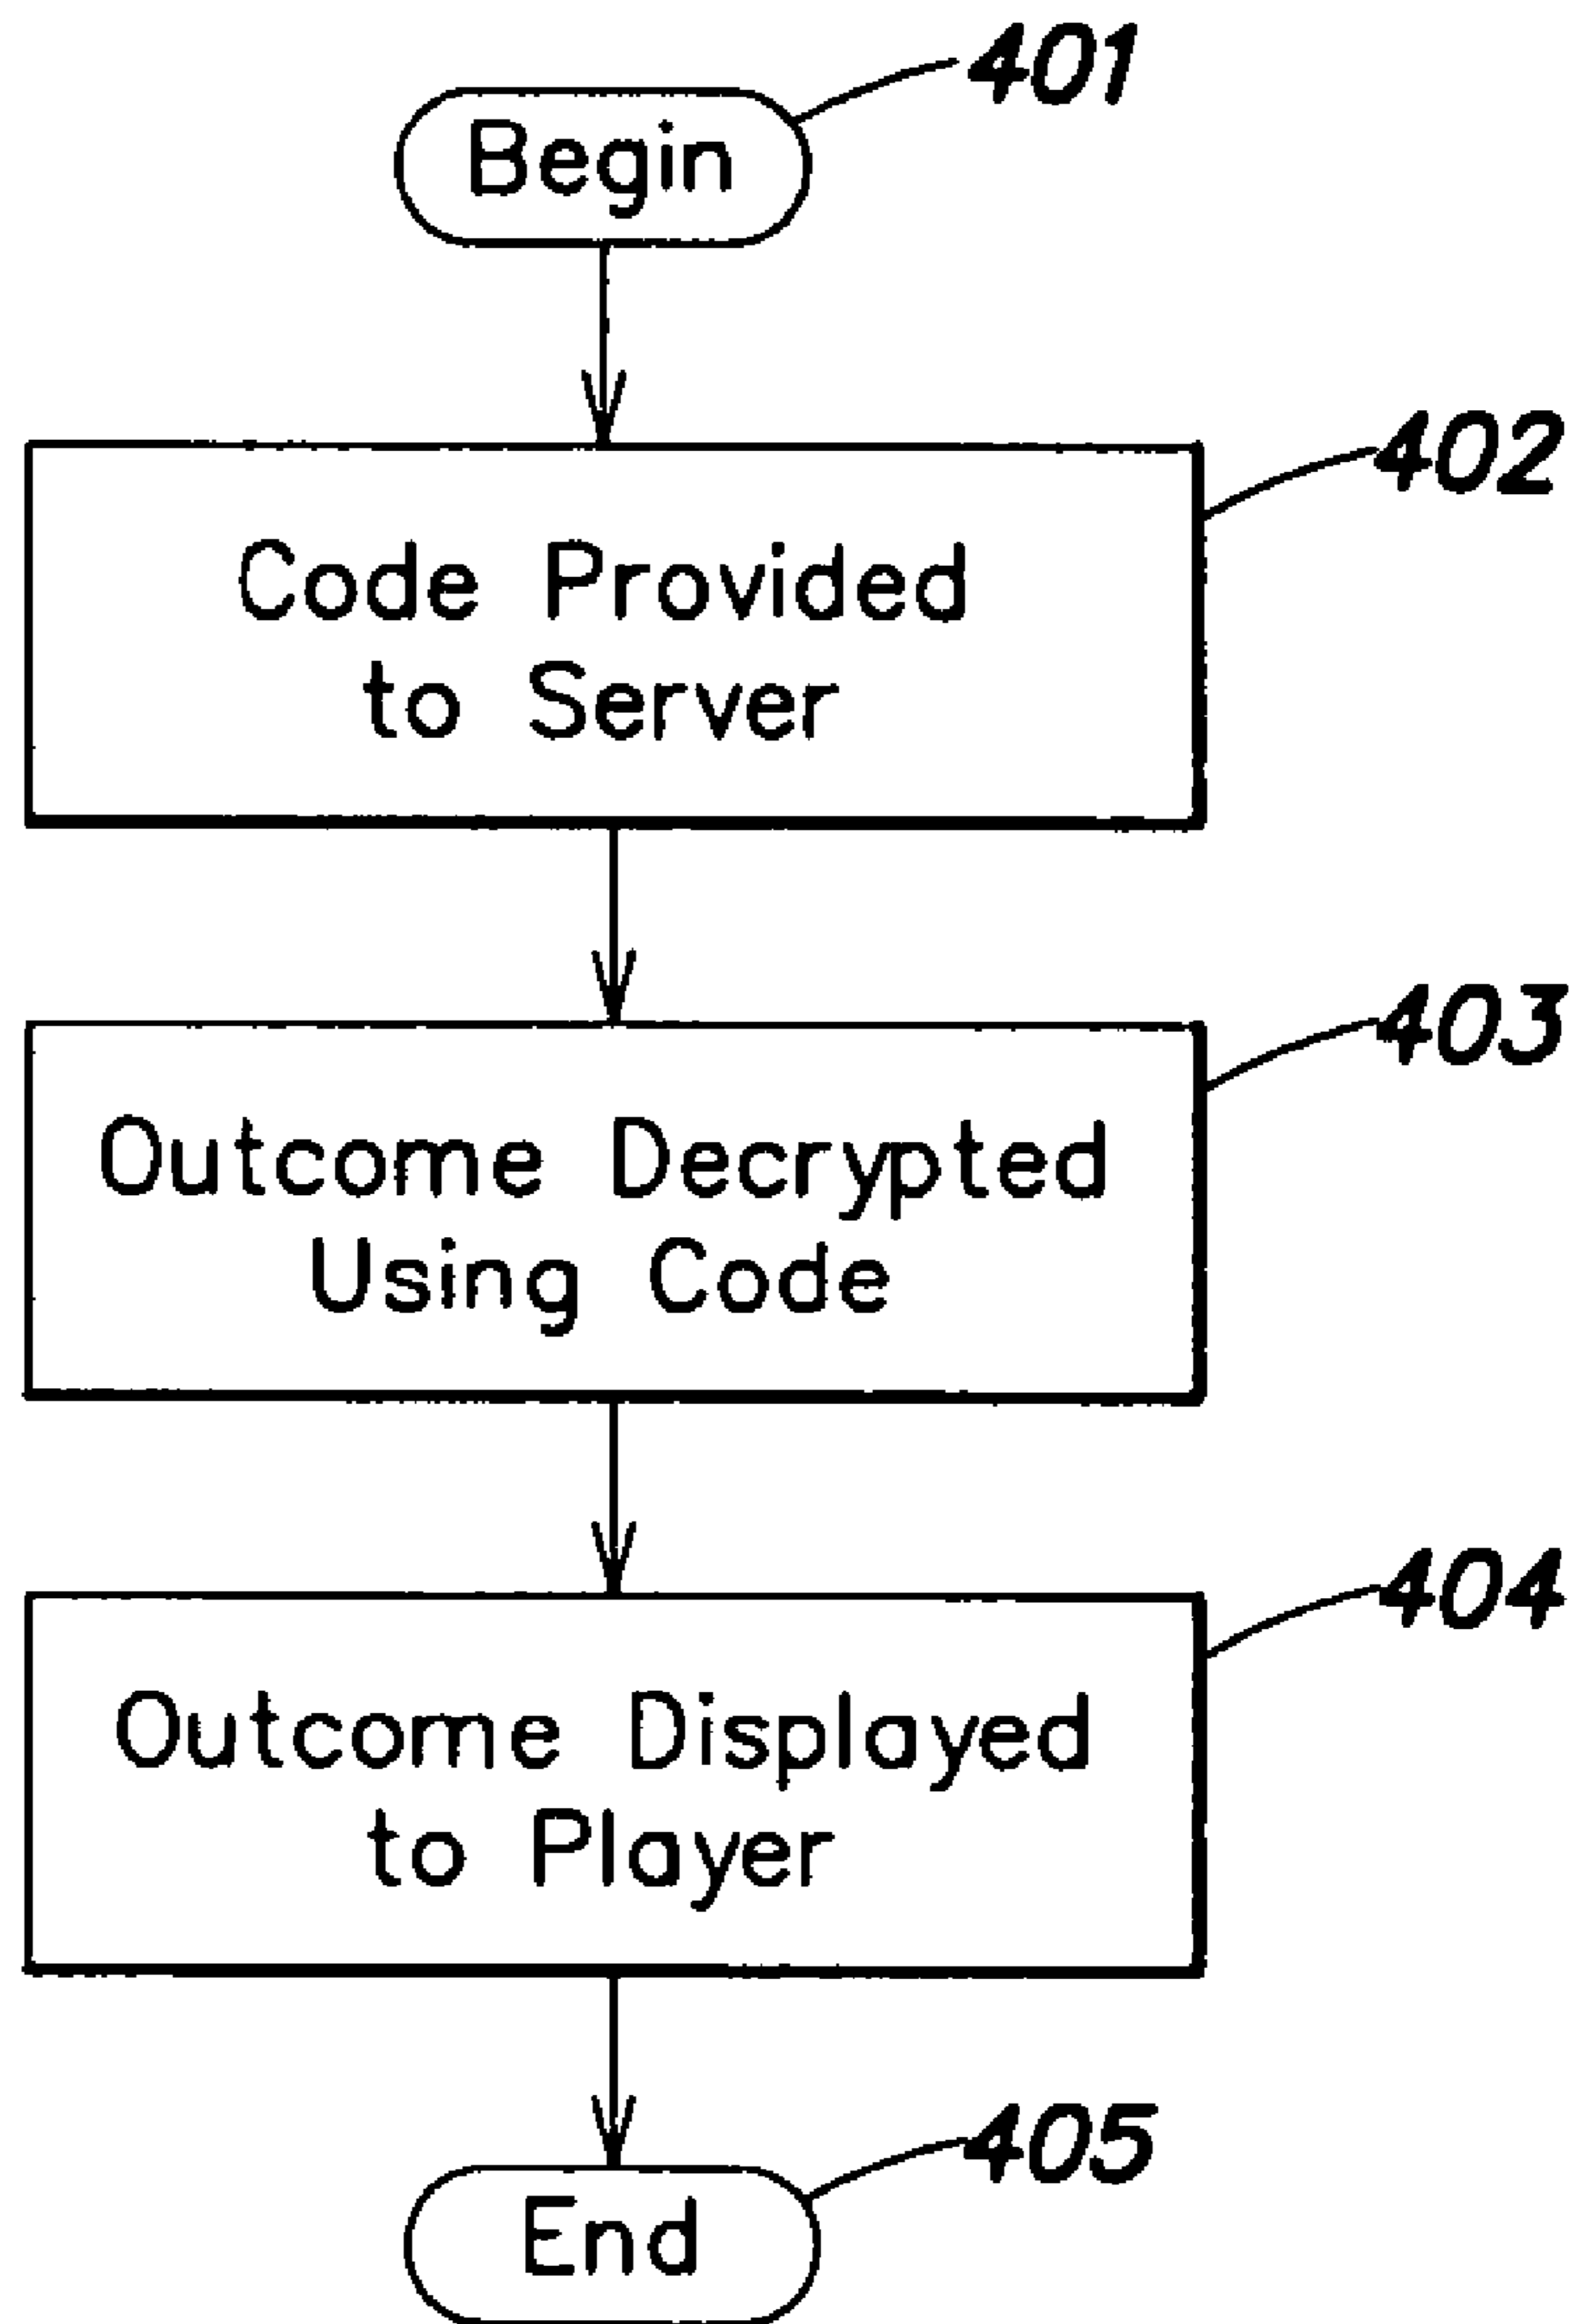 401
Begin
402
Code Provided
to Server
403
Outcome Decrypted
Using Code
404
Outcome Displayed
to Player
405
End